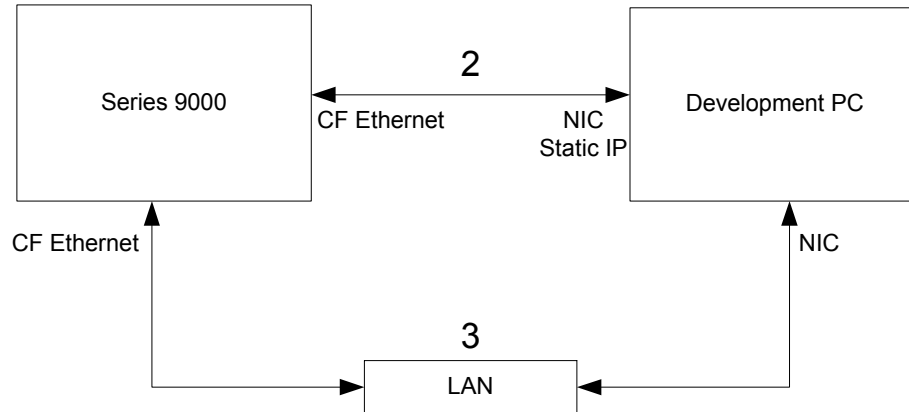 2
Series 9000
Development PC
CF Ethernet
NIC
Static IP
CF Ethernet
NIC
3
LAN